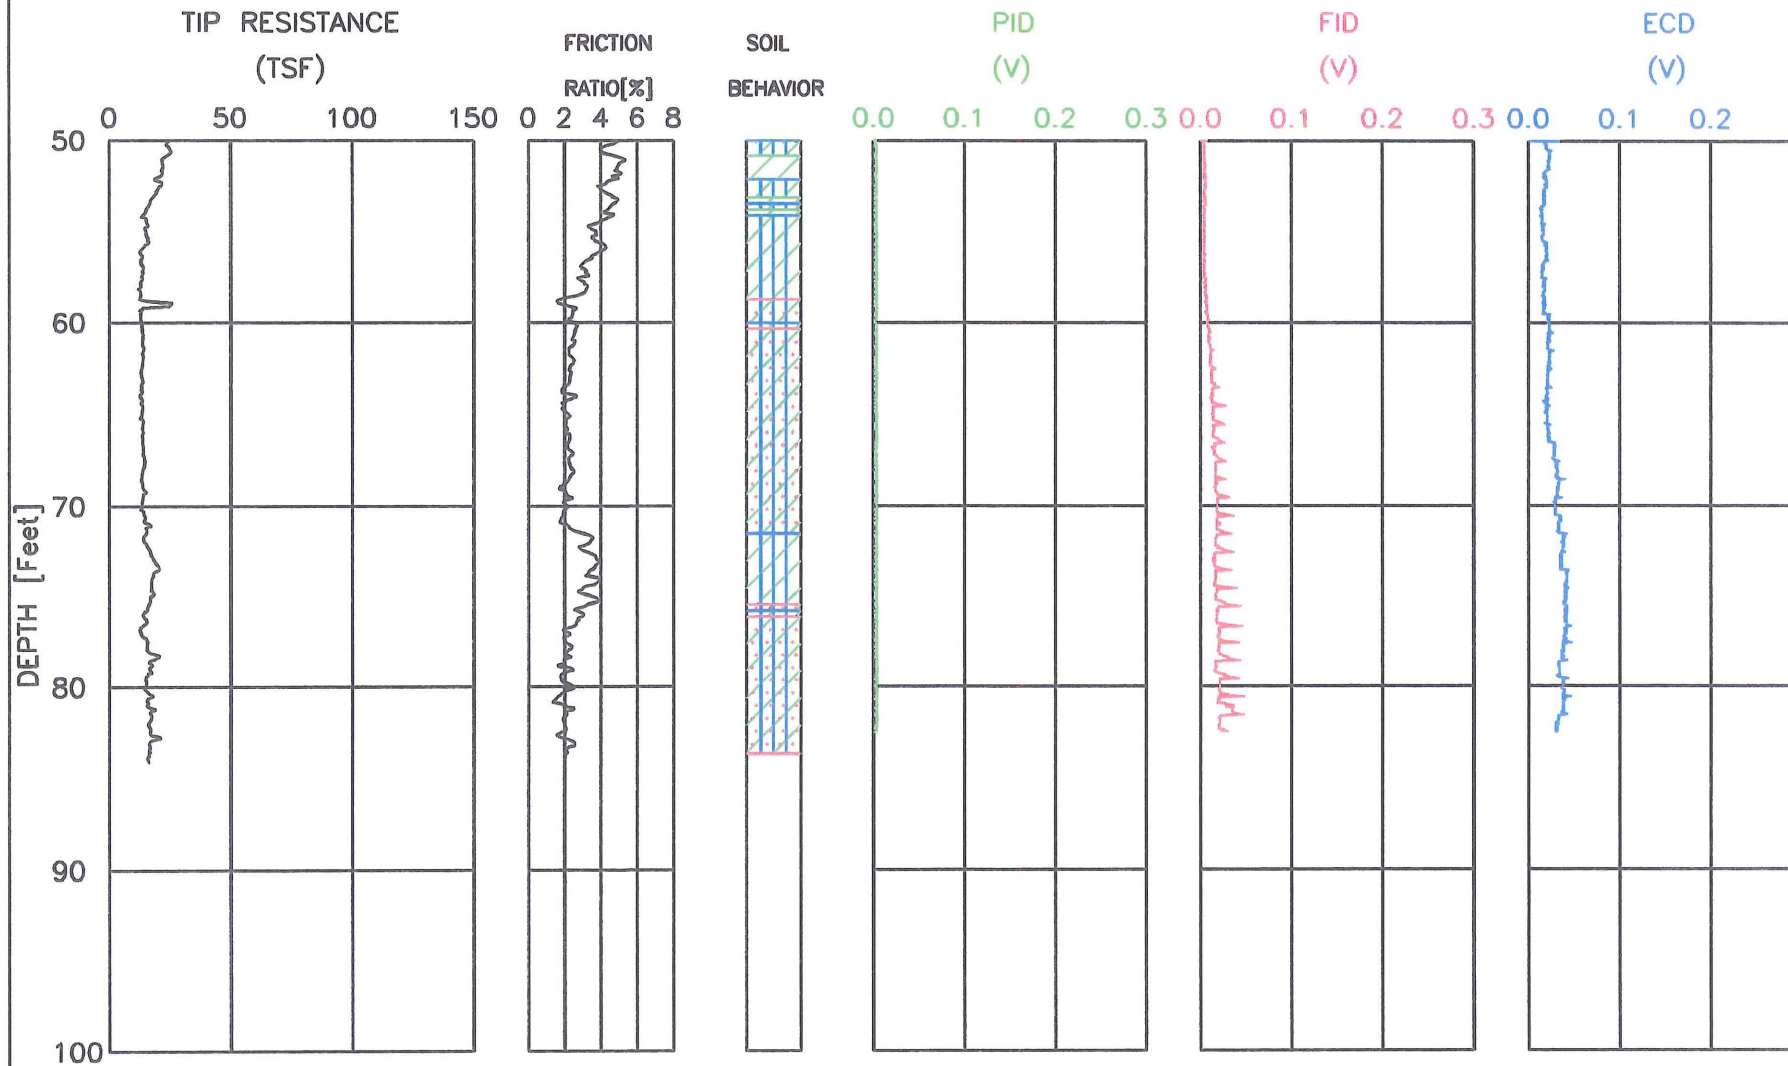 TIP RESISTANCE
(TSF)
0 50 100 150
FRICTION
RATIO[%]
0 2 4 6 8
SOIL
BEHAVIOR
PID
(V)
0.0 0.1 0.2 0.3
FID
(V)
0.0 0.1 0.2 0.3
ECD
(V)
0.0 0.1 0.2
DEPTH [Feet]
50
60
70
80
90
100